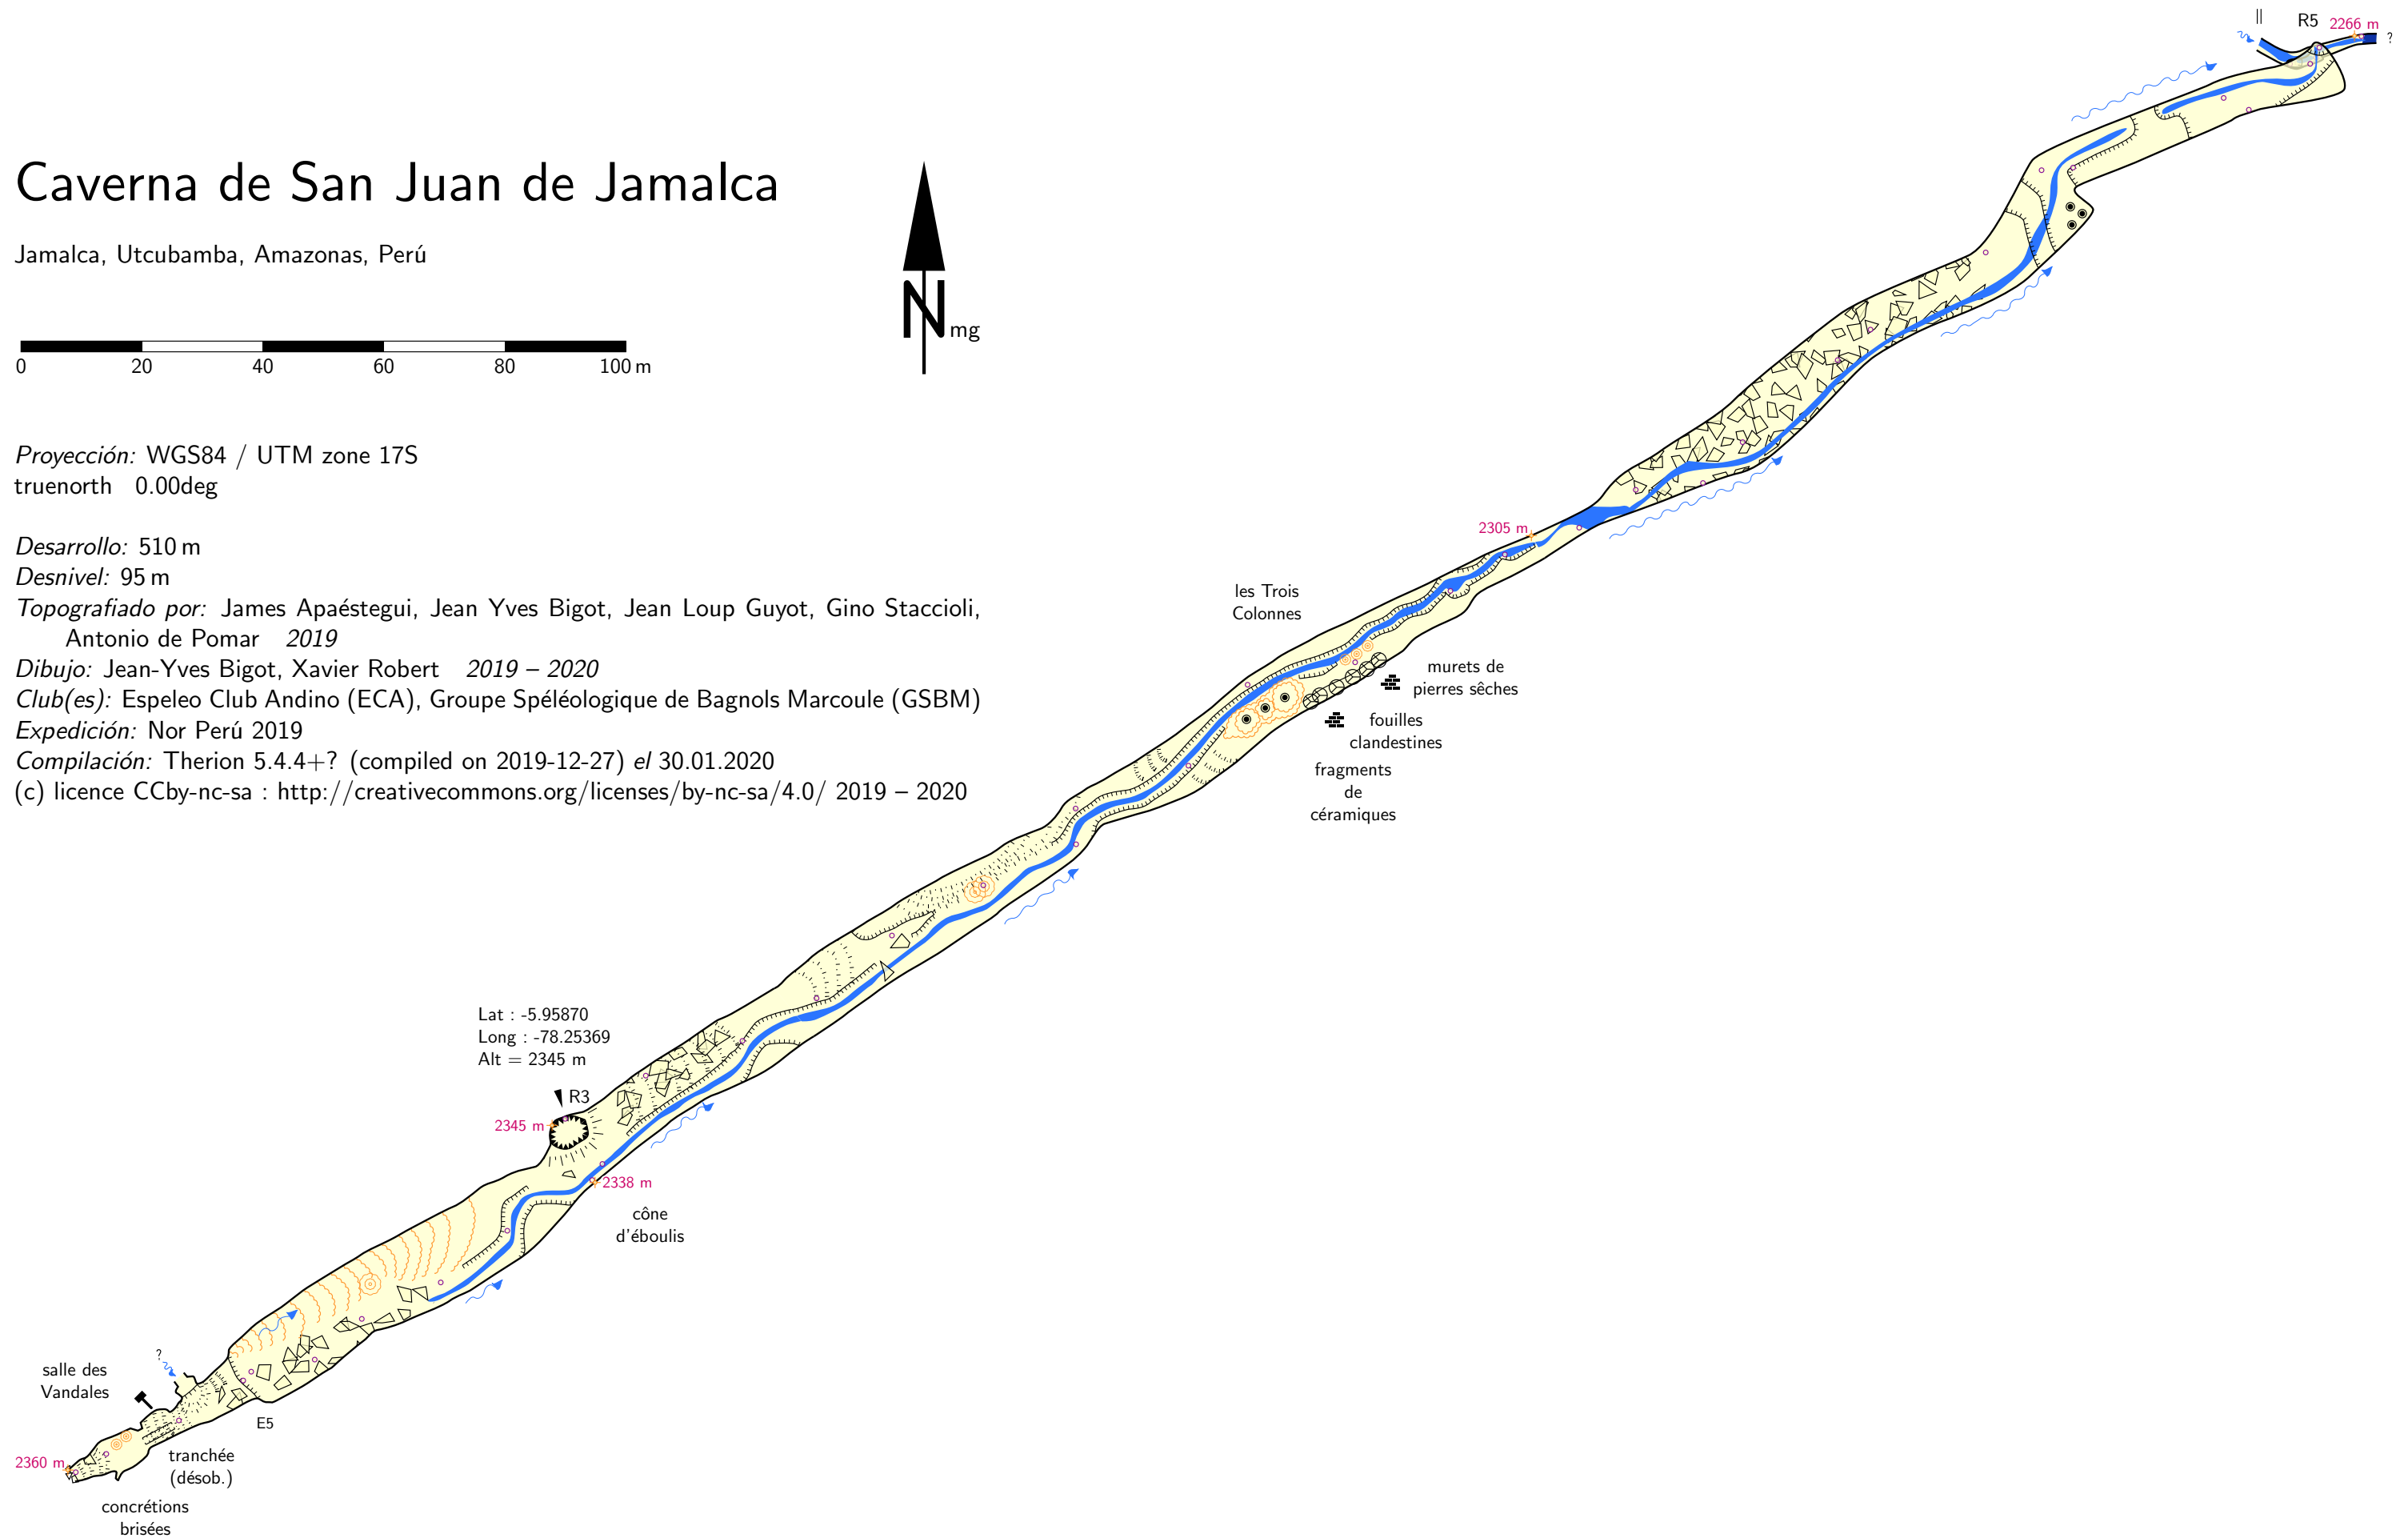 Caverna de San Juan de Jamalca
Jamalca, Utcubamba, Amazonas, Perú
0 20 40 60 80 100 m
N mg
Proyección: WGS84 / UTM zone 17S
truenorth 0.00deg
Desarrollo: 510 m
Desnivel: 95 m
Topografiado por: James Apaéstegui, Jean Yves Bigot, Jean Loup Guyot, Gino Staccioli,
Antonio de Pomar 2019
Dibujo: Jean-Yves Bigot, Xavier Robert 2019 – 2020
Club(es): Espeleo Club Andino (ECA), Groupe Spéléologique de Bagnols Marcoule (GSBM)
Expedición: Nor Perú 2019
Compilación: Therion 5.4.4+? (compiled on 2019-12-27) el 30.01.2020
(c) licence CCby-nc-sa : http://creativecommons.org/licenses/by-nc-sa/4.0/ 2019 – 2020
R5
2266 m
?
2305 m
les Trois
Colonnes
murets de
pierres sêches
fouilles
clandestines
fragments
de
céramiques
Lat : -5.95870
Long : -78.25369
Alt = 2345 m
R3
2345 m
2338 m
cône
d'éboulis
?
salle des
Vandales
E5
tranchée
(désob.)
2360 m
concrétions
brisées